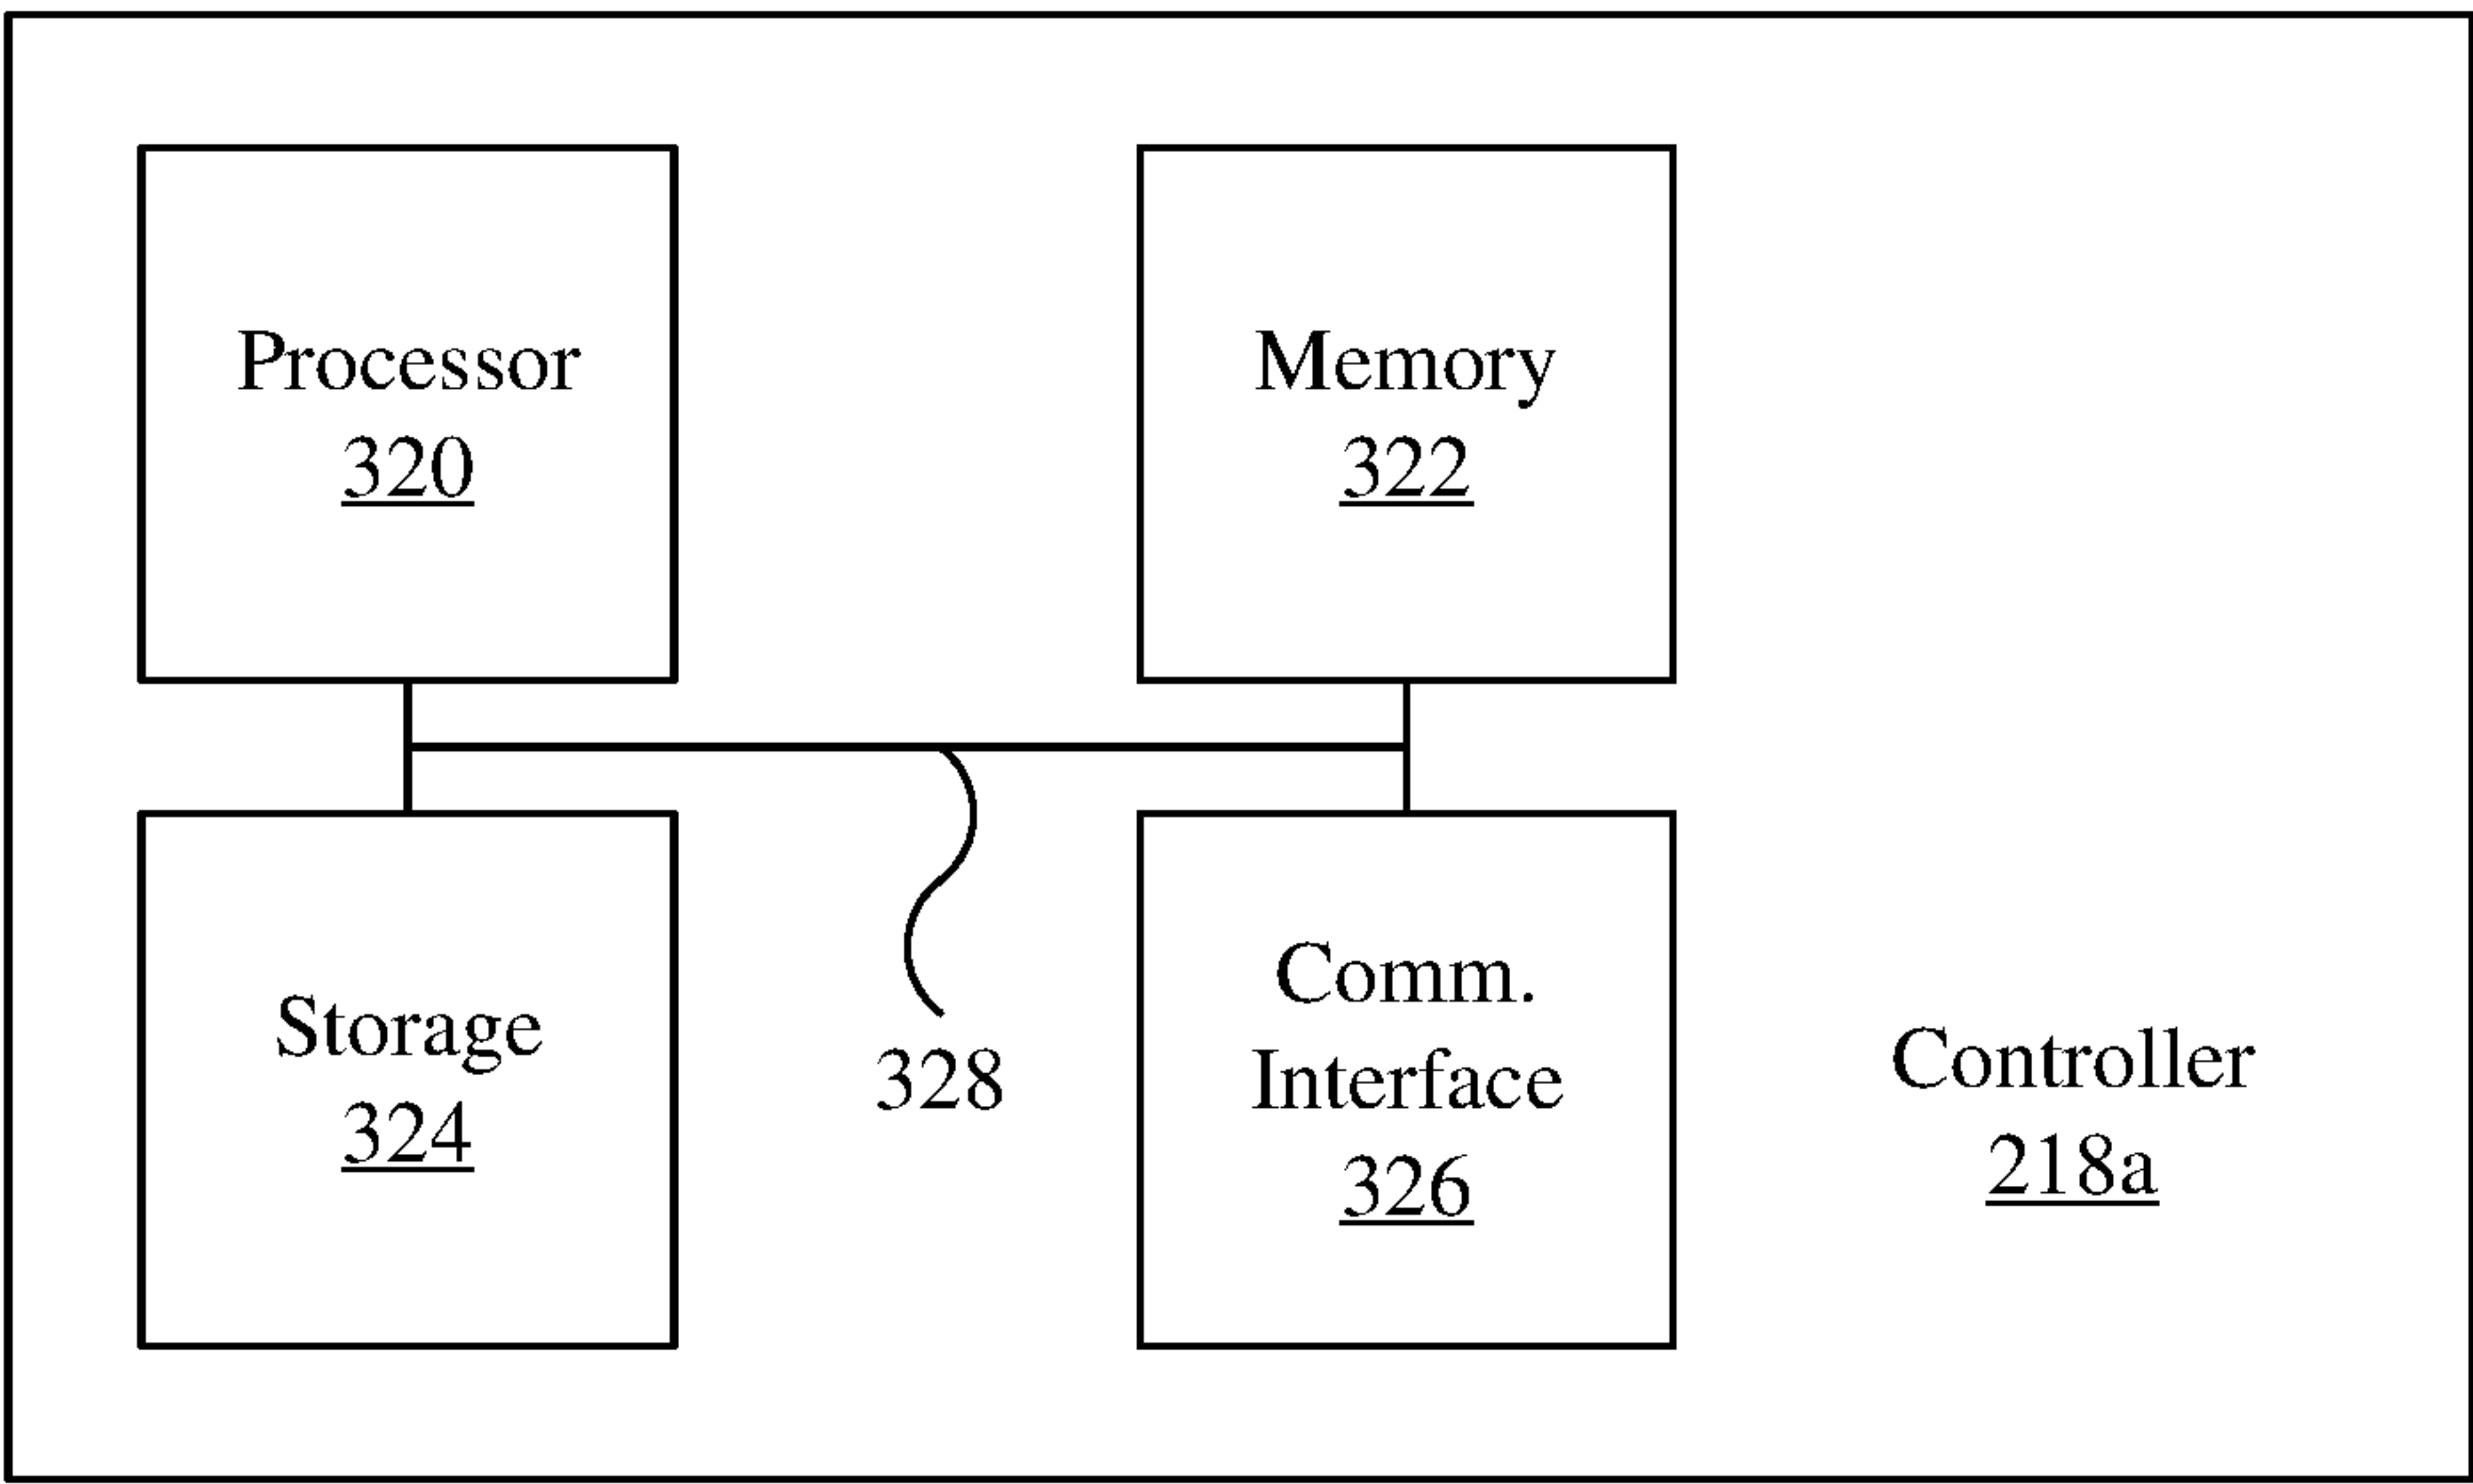 Processor
320
Memory
322
Storage
324
328
Comm.
Interface
326
Controller
218a